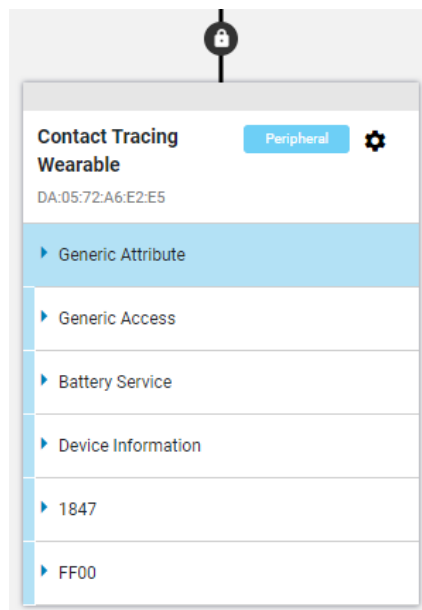 Contact Tracing
Wearable
Peripheral
DA:05:72:A6:E2:E5
Generic Attribute
Generic Access
Battery Service
Device Information
1847
FF00